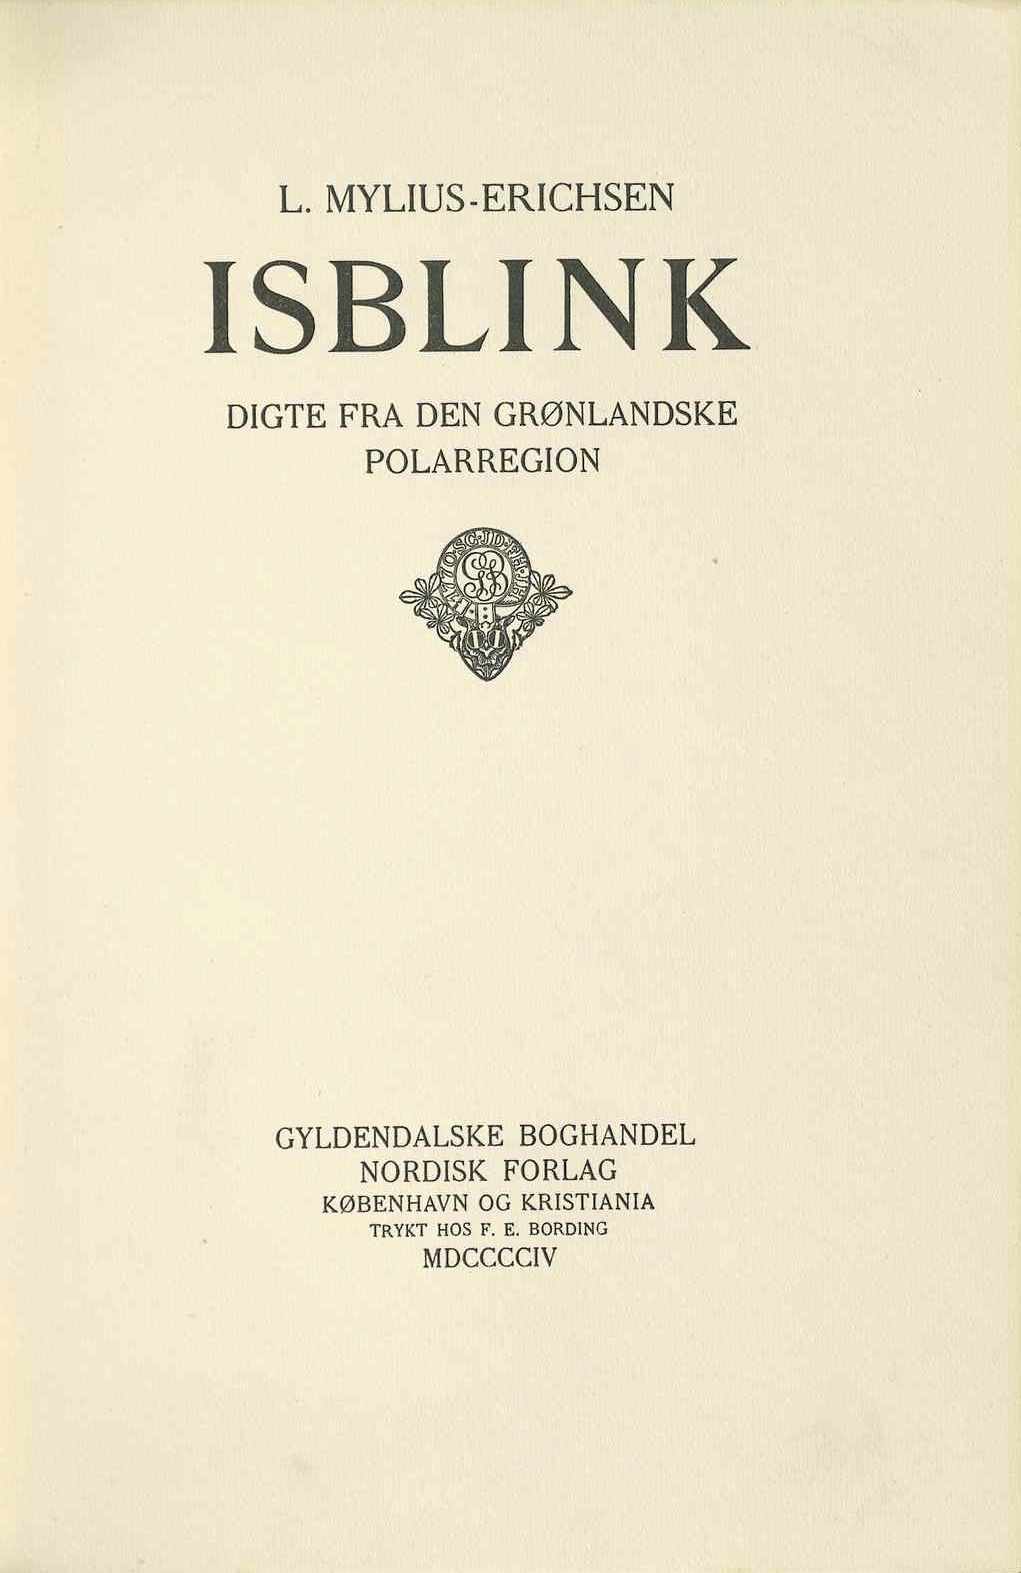 L. MYLIUS-ERICHSEN
ISBLINK
DIGTE FRA DEN GRØNLANDSKE
POLARREGION
GYLDENDALSKE BOGHANDEL
NORDISK FORLAG
KØBENHAVN OG KRISTIANIA
TRYKT HOS F. E. BORDING
MDCCCCIV